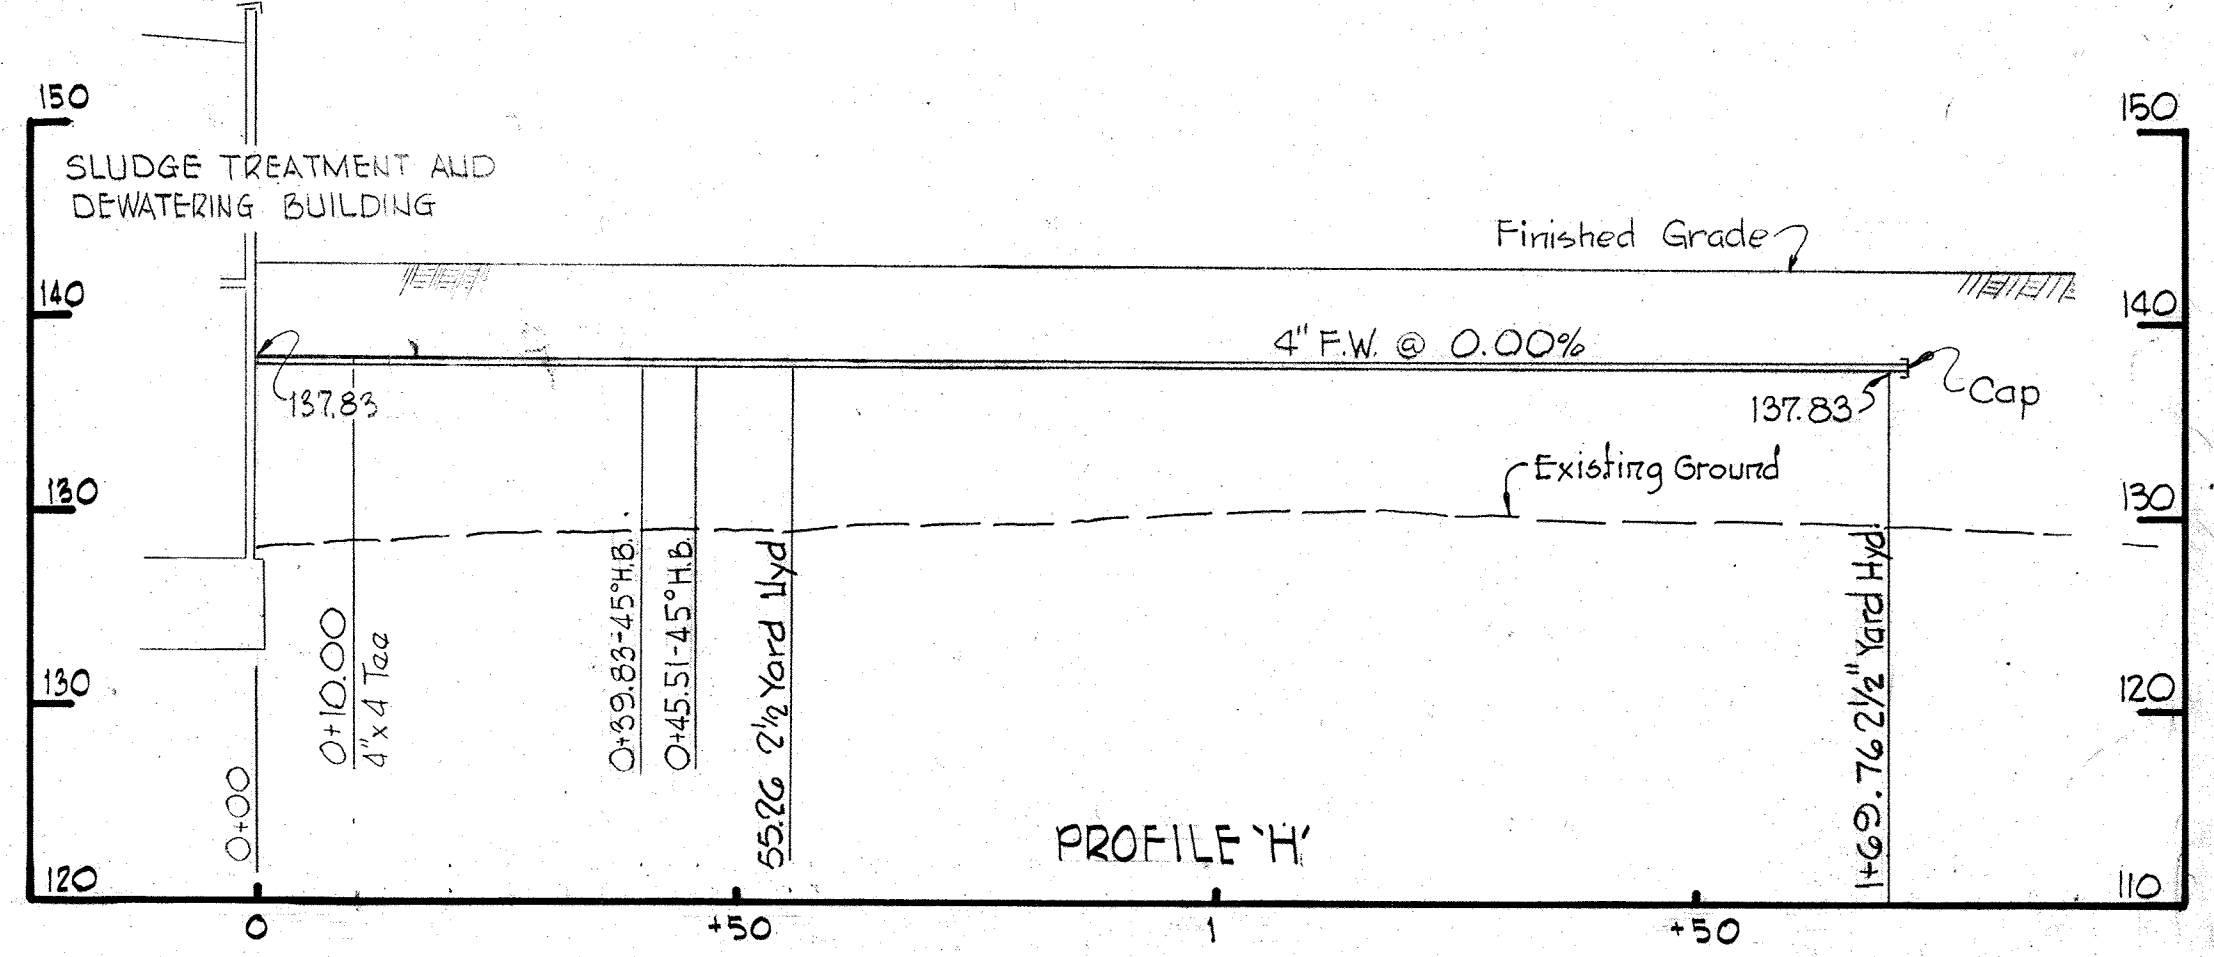 150
150
SLUDGE TREATMENT AND
DEWATERING BUILDING
Finished Grade
140
140
4" F.W. @ 0.00%
137.83
137.83
Cap
130
130
Existing Ground
130
120
0+00
0+10.00
4"x4 Tee
0+39.83-45°H.B.
0+45.51-45°H.B.
55.26 2½ Yard Hyd
1+69.76 2½" Yard Hyd.
PROFILE 'H'
120
110
0
+50
1
+50